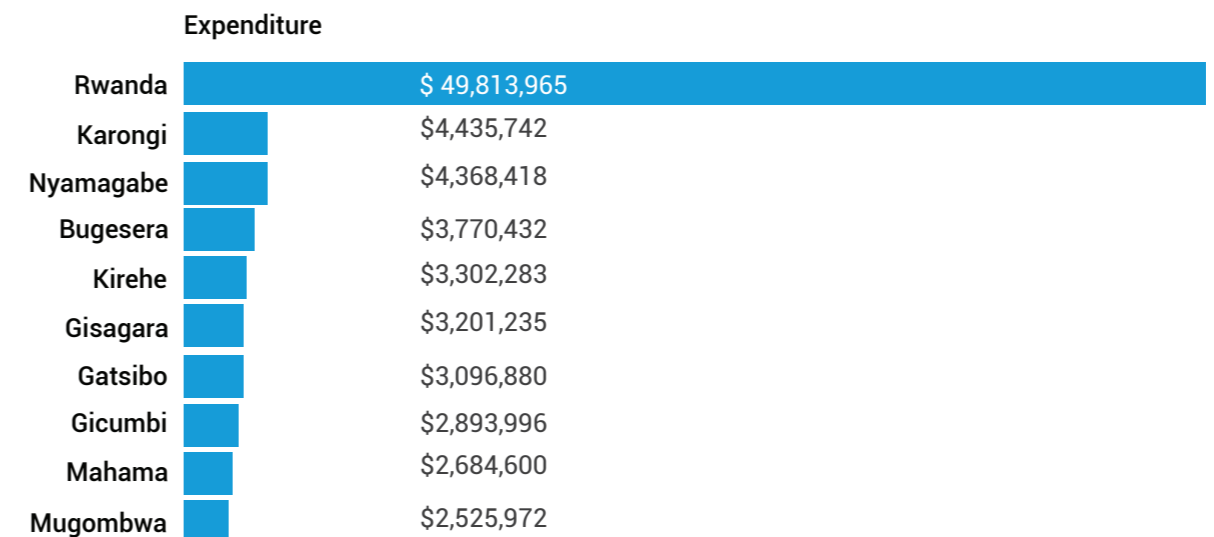 Expenditure
Rwanda $ 49,813,965
Karongi $4,435,742
Nyamagabe $4,368,418
Bugesera $3,770,432
Kirehe $3,302,283
Gisagara $3,201,235
Gatsibo $3,096,880
Gicumbi $2,893,996
Mahama $2,684,600
Mugombwa $2,525,972